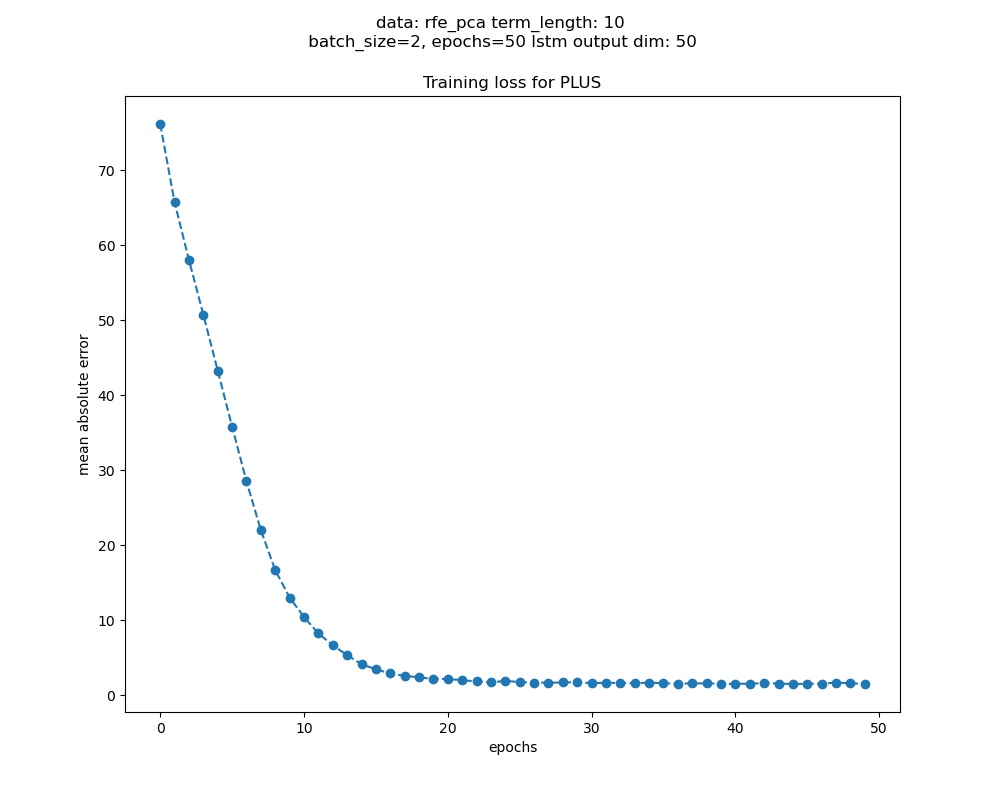 data: rfe_pca term_length: 10
batch_size=2, epochs=50 lstm output dim: 50
Training loss for PLUS
70
60
50
40
30
20
10
0
mean absolute error
0 10 20 30 40 50
epochs